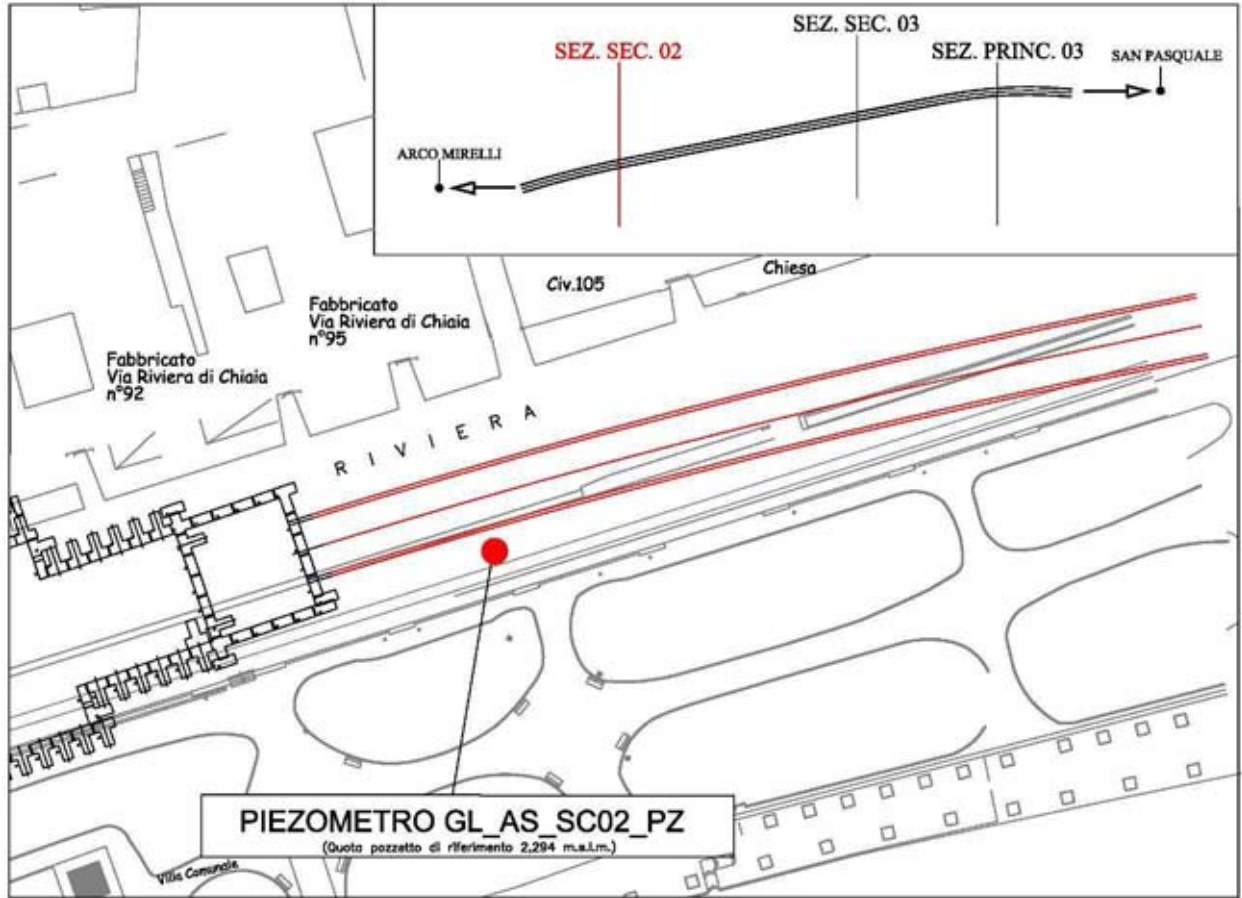 SEZ. SEC. 02
SEZ. SEC. 03
SEZ. PRINC. 03
SAN PASQUALE
ARCO MIRELLI
Civ.105
Chiesa
Fabbricato
Via Riviera di Chiaia
n°95
Fabbricato
Via Riviera di Chiaia
n°92
RIVIERA
PIEZOMETRO GL_AS_SC02_PZ
(Quota pozzetto di riferimento 2,294 m.s.l.m.)
Villa Comunale